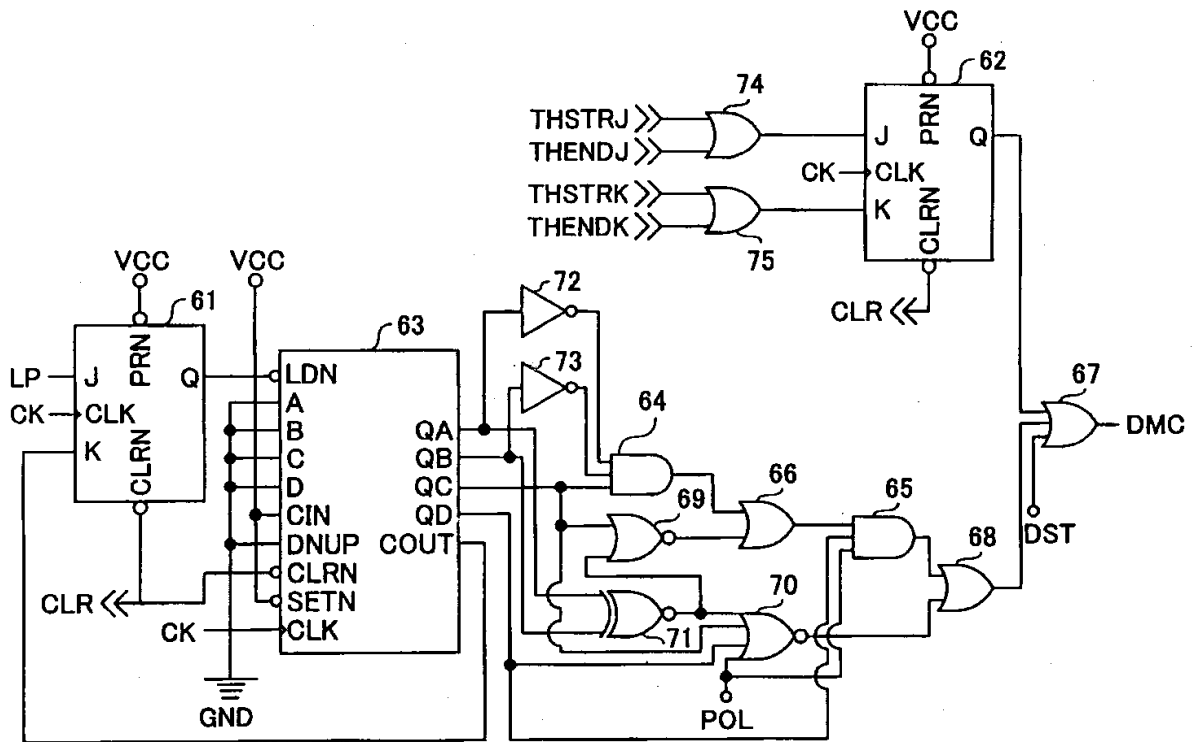 VCC
62
74
THSTRJ
THENDJ
J
PRN
Q
CK
CLK
THSTRK
THENDK
K
CLRN
75
CLR
VCC
VCC
61
63
72
73
LP
J
PRN
Q
LDN
CK
CLK
A
K
CLRN
B
QA
C
QB
D
QC
CIN
QD
DNUP
COUT
CLRN
SETN
CLK
CLR
CK
GND
64
66
69
65
68
70
71
POL
67
DMC
DST